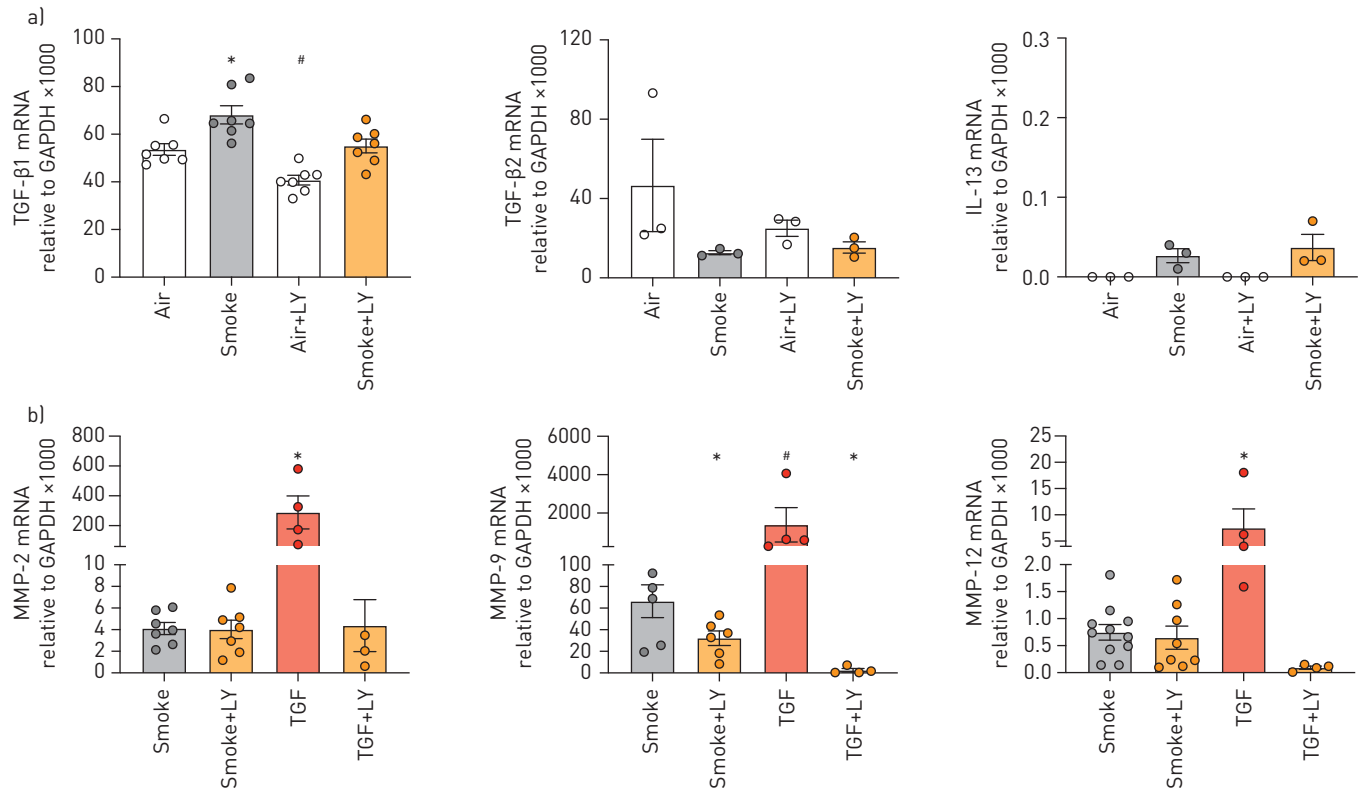 a)
TGF-β1 mRNA
relative to GAPDH ×1000
100
80
60
40
20
0
*
#
Air
Smoke
Air+LY
Smoke+LY
TGF-β2 mRNA
relative to GAPDH ×1000
120
80
40
0
Air
Smoke
Air+LY
Smoke+LY
IL-13 mRNA
relative to GAPDH ×1000
0.3
0.2
0.1
0.0
Air
Smoke
Air+LY
Smoke+LY
b)
MMP-2 mRNA
relative to GAPDH ×1000
800
600
400
200
10
8
6
4
2
0
*
Smoke
Smoke+LY
TGF
TGF+LY
MMP-9 mRNA
relative to GAPDH ×1000
6000
4000
2000
100
80
60
40
20
0
*
#
*
Smoke
Smoke+LY
TGF
TGF+LY
MMP-12 mRNA
relative to GAPDH ×1000
25
20
15
10
5
2.0
1.5
1.0
0.5
0.0
*
Smoke
Smoke+LY
TGF
TGF+LY